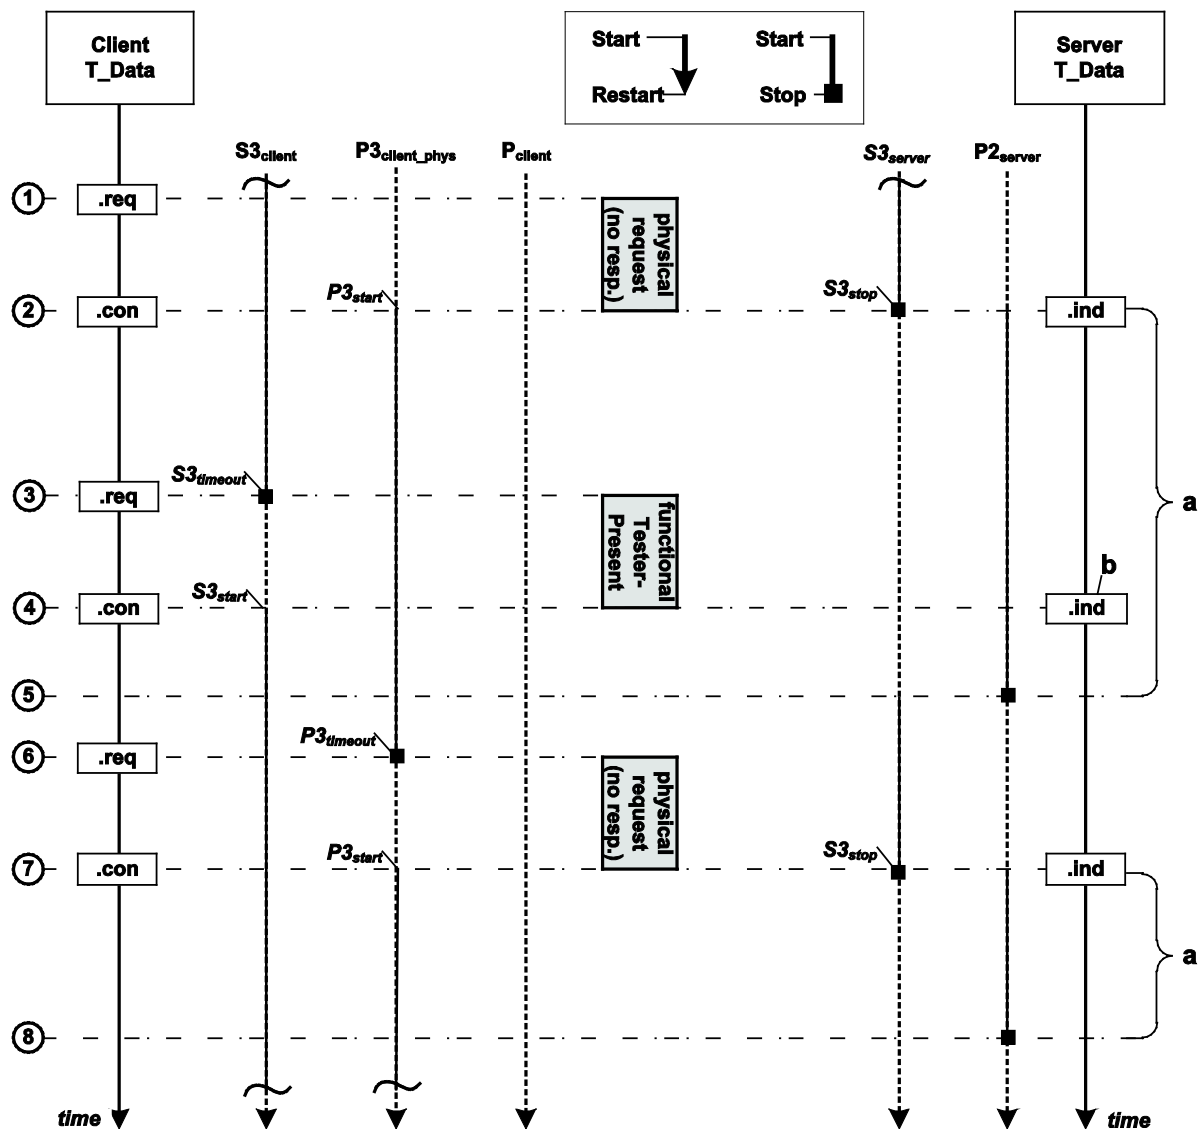 Client
T_Data
Start
Restart
Start
Stop
Server
T_Data
S3client
P3client_phys
Pclient
S3server
P2server
1
.req
physical
request
(no resp.)
2
.con
P3start
S3stop
.ind
3
.req
S3timeout
functional
Tester-
Present
a
4
.con
S3start
.ind
b
5
6
.req
P3timeout
physical
request
(no resp.)
7
.con
P3start
S3stop
.ind
a
8
time
time